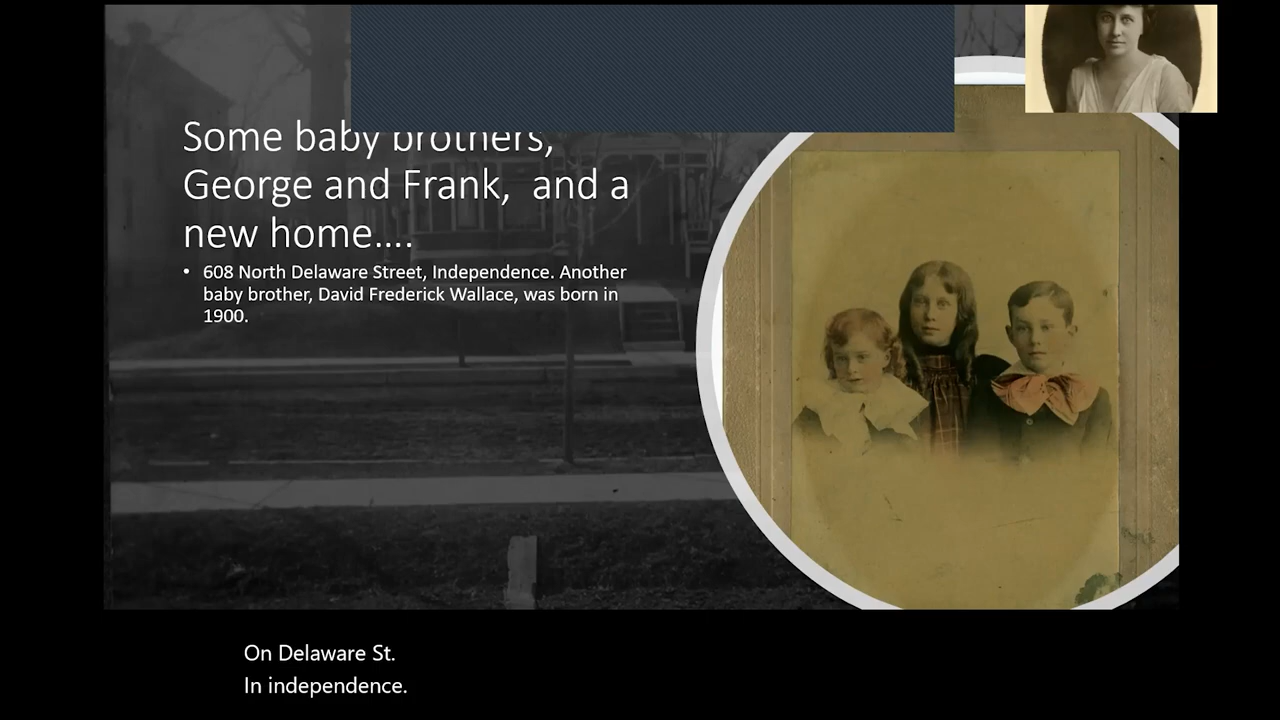 Some baby brothers,
George and Frank,  and a
new home....
• 608 North Delaware Street, Independence. Another
baby brother, David Frederick Wallace, was born in
1900.
On Delaware St.
In independence.